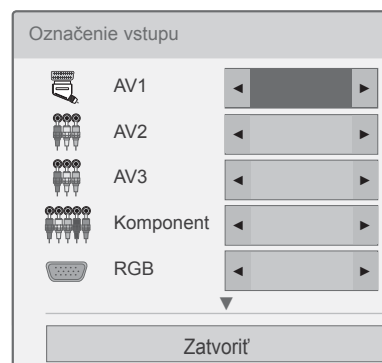 Označenie vstupu
AV1
AV2
AV3
Komponent
RGB
Zatvoriť